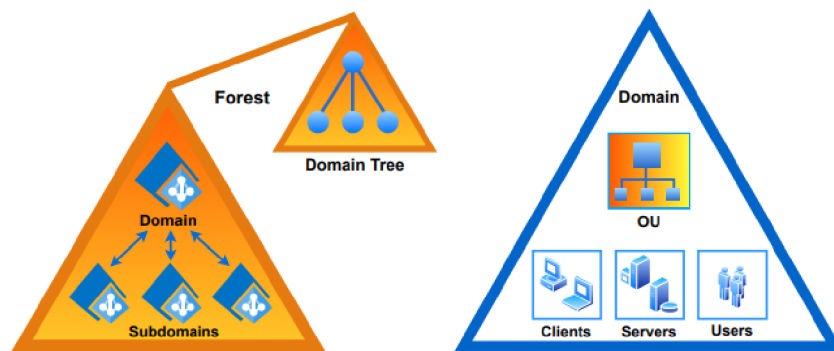 Forest
Domain Tree
Domain
Subdomains
Domain
OU
Clients Servers Users